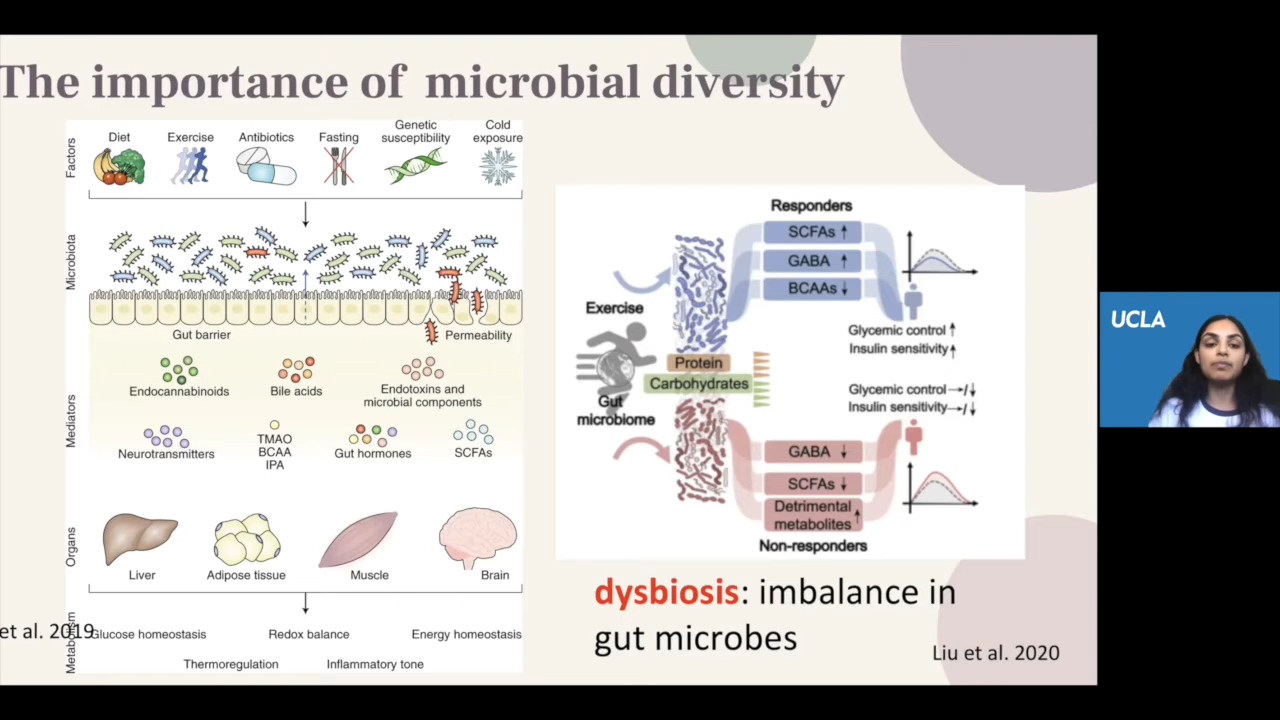 The importance of microbial diversity
Factors
Diet
Exercise
Antibiotics
Fasting
Genetic
susceptibility
Cold
exposure
Microbiota
Gut barrier
Permeability
Mediators
Endocannabinoids
Bile acids
Endotoxins and
microbial components
Neurotransmitters
TMAO
BCAA
IPA
Gut hormones
SCFAs
Organs
Liver
Adipose tissue
Muscle
Brain
Metabolism
Glucose homeostasis
Redox balance
Energy homeostasis
Thermoregulation
Inflammatory tone
et al. 2019
Responders
SCFAs ↑
GABA ↑
BCAAs ↓
Exercise
Gut
microbiome
Protein
Carbohydrates
Glycemic control ↑
Insulin sensitivity ↑
Glycemic control →/↓
Insulin sensitivity →/↓
GABA ↓
SCFAs ↓
Detrimental
metabolites ↑
Non-responders
dysbiosis: imbalance in
gut microbes
Liu et al. 2020
UCLA